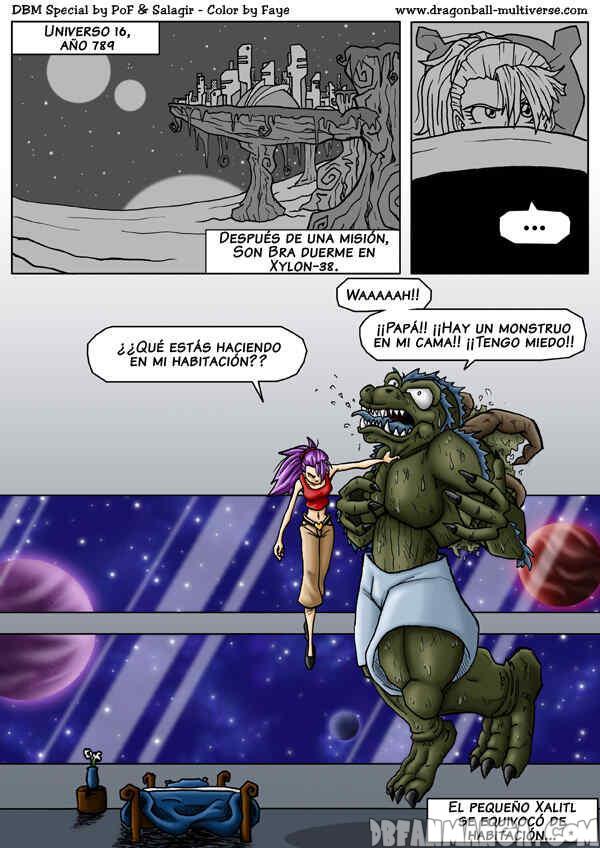 DBM Special by PoF & Salagir - Color by Faye
www.dragonball-multiverse.com
Universo 16,
año 789
Después de una misión,
Son Bra duerme en
Xylon-38.
...
Waaaaah!!
¡¡Papá!! ¡¡Hay un monstruo
en mi cama!! ¡¡Tengo miedo!!
¿¿Qué estás haciendo
en mi habitación??
El pequeño Xalitl
se equivocó de
habitación...
DBFANMANGA.COM